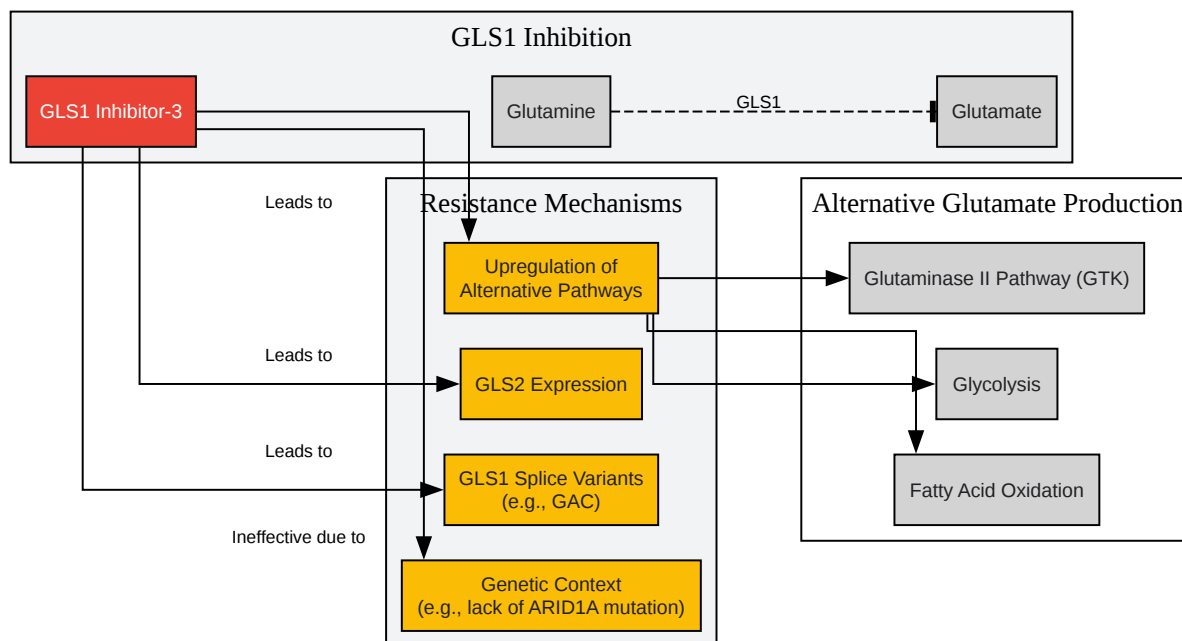 GLS1 Inhibition
GLS1 Inhibitor-3
Glutamine
GLS1
Glutamate
Leads to
Resistance Mechanisms
Alternative Glutamate Production
Upregulation of
Alternative Pathways
Glutaminase II Pathway (GTK)
Leads to
GLS2 Expression
Glycolysis
Leads to
GLS1 Splice Variants
(e.g., GAC)
Fatty Acid Oxidation
Ineffective due to
Genetic Context
(e.g., lack of ARID1A mutation)